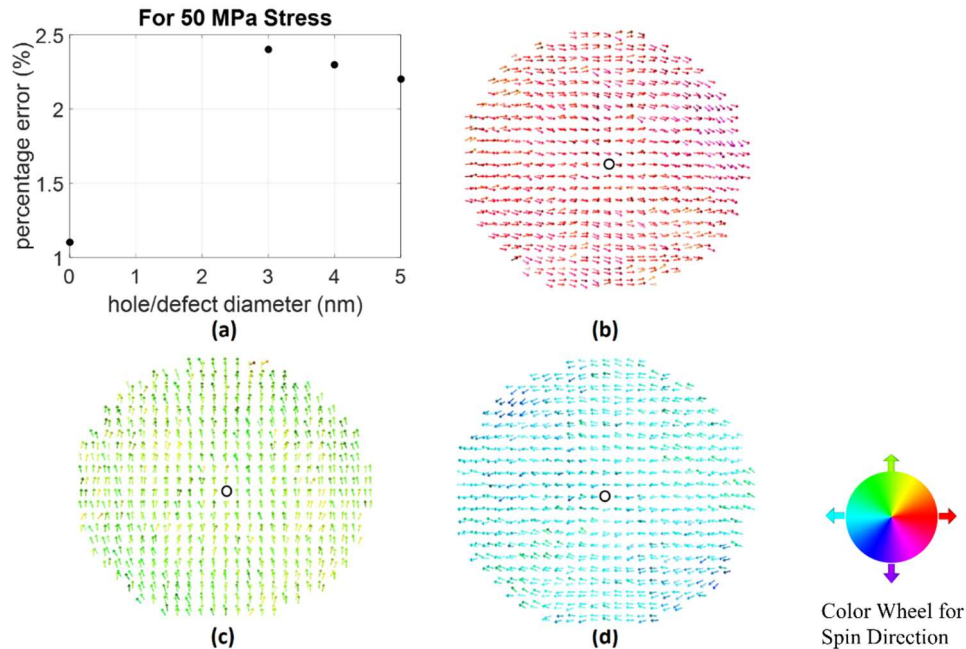 For 50 MPa Stress
percentage error (%)
2.5
2
1.5
1
0
1
2
3
4
5
hole/defect diameter (nm)
(a)
(b)
(c)
(d)
Color Wheel for
Spin Direction